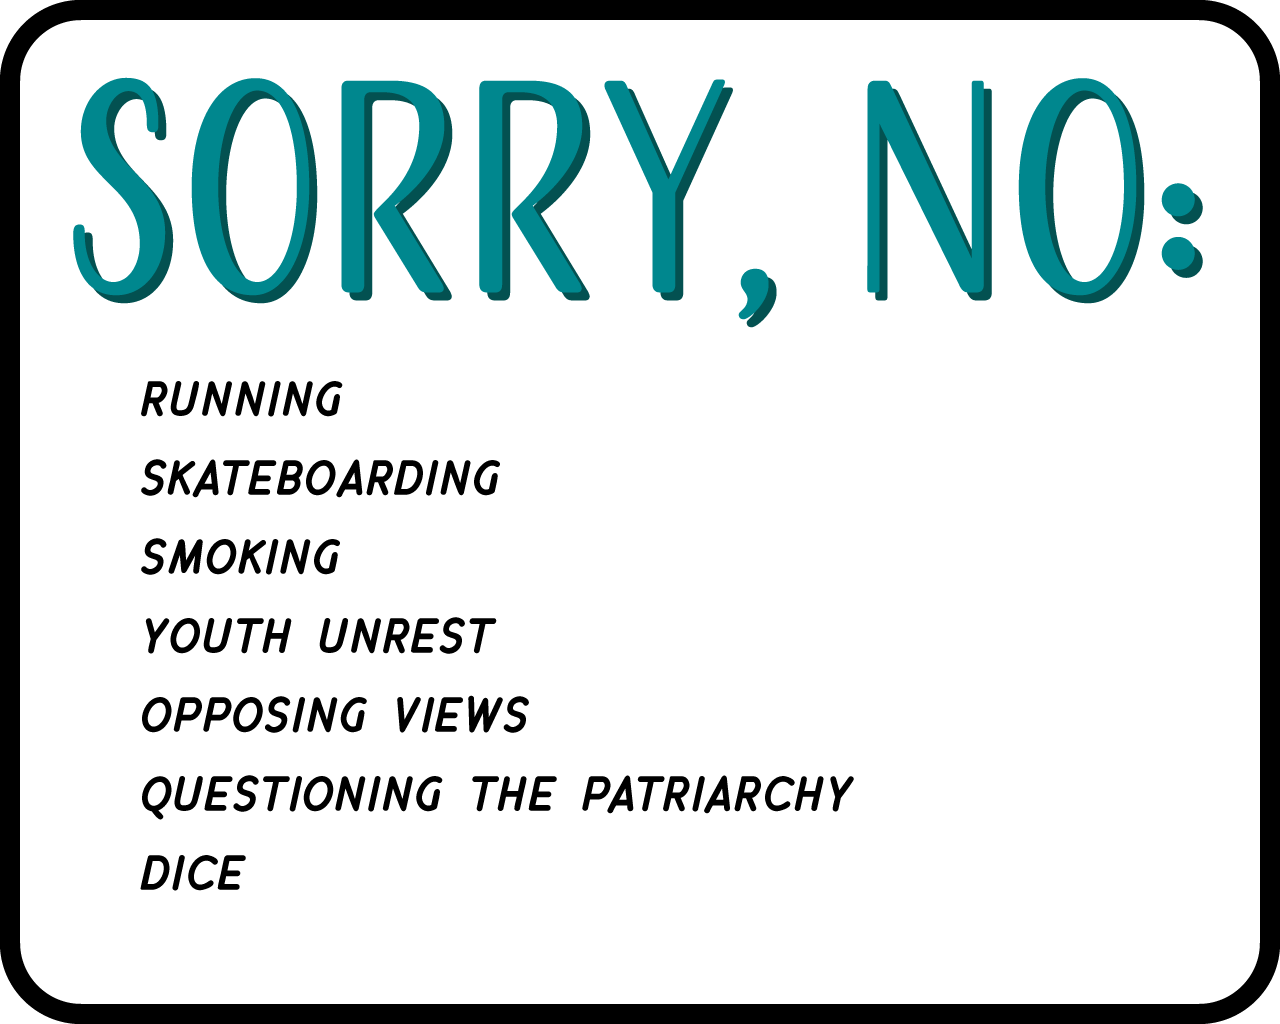 SORRY, NO:
RUNNING
SKATEBOARDING
SMOKING
YOUTH UNREST
OPPOSING VIEWS
QUESTIONING THE PATRIARCHY
DICE